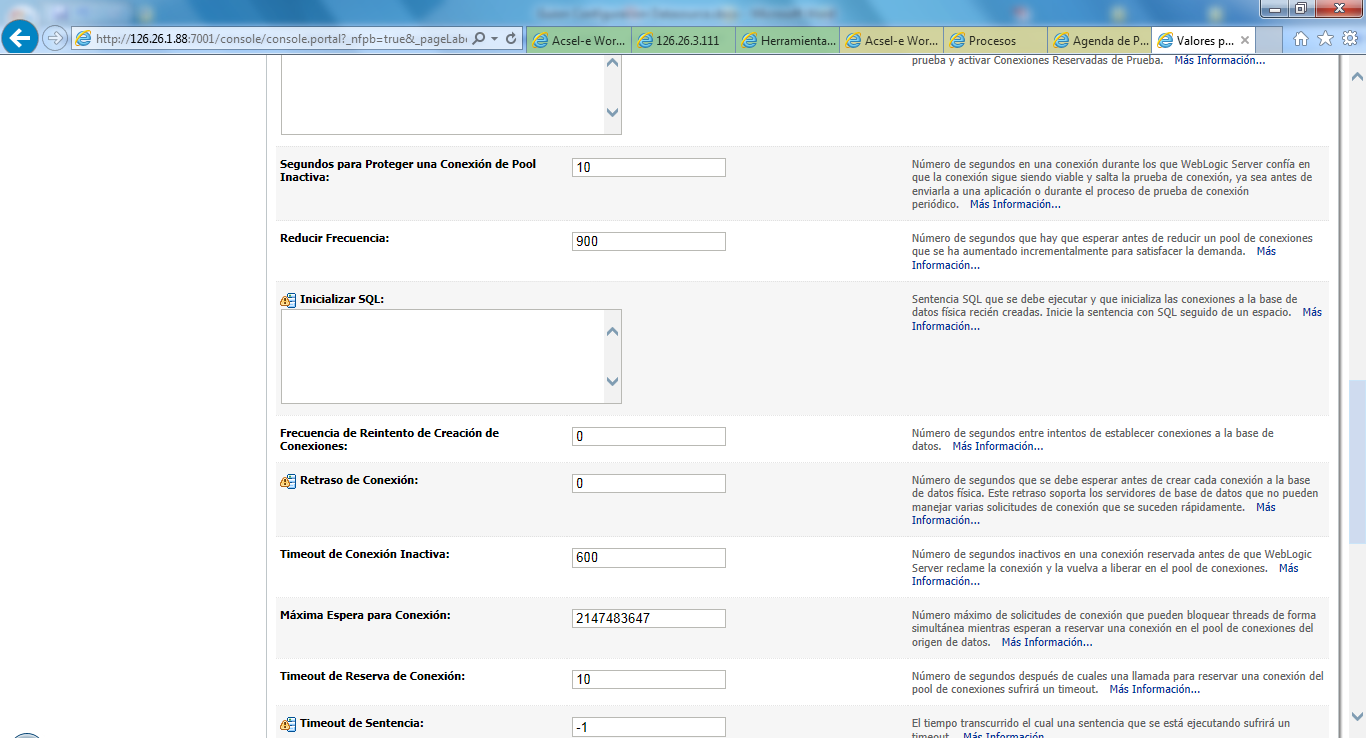 http://126.26.1.88:7001/console/console.portal?_nfpb=true&_pageLabe
Acsel-e Wor...
126.26.3.111
Herramienta...
Acsel-e Wor...
Procesos
Agenda de P...
Valores p...
prueba y activar Conexiones Reservadas de Prueba. Más Información...
Segundos para Proteger una Conexión de Pool
Inactiva:
10
Número de segundos en una conexión durante los que WebLogic Server confía en
que la conexión sigue siendo viable y salta la prueba de conexión, ya sea antes de
enviarla a una aplicación o durante el proceso de prueba de conexión
periódico. Más Información...
Reducir Frecuencia:
900
Número de segundos que hay que esperar antes de reducir un pool de conexiones
que se ha aumentado incrementalmente para satisfacer la demanda. Más
Información...
Inicializar SQL:
Sentencia SQL que se debe ejecutar y que inicializa las conexiones a la base de
datos física recién creadas. Inicie la sentencia con SQL seguido de un espacio. Más
Información...
Frecuencia de Reintento de Creación de
Conexiones:
0
Número de segundos entre intentos de establecer conexiones a la base de
datos. Más Información...
Retraso de Conexión:
0
Número de segundos que se debe esperar antes de crear cada conexión a la base
de datos física. Este retraso soporta los servidores de base de datos que no pueden
manejar varias solicitudes de conexión que se suceden rápidamente. Más
Información...
Timeout de Conexión Inactiva:
600
Número de segundos inactivos en una conexión reservada antes de que WebLogic
Server reclame la conexión y la vuelva a liberar en el pool de conexiones. Más
Información...
Máxima Espera para Conexión:
2147483647
Número máximo de solicitudes de conexión que pueden bloquear threads de forma
simultánea mientras esperan a reservar una conexión en el pool de conexiones del
origen de datos. Más Información...
Timeout de Reserva de Conexión:
10
Número de segundos después de cuales una llamada para reservar una conexión del
pool de conexiones sufrirá un timeout. Más Información...
Timeout de Sentencia:
-1
El tiempo transcurrido el cual una sentencia que se está ejecutando sufrirá un
timeout. Más Información...